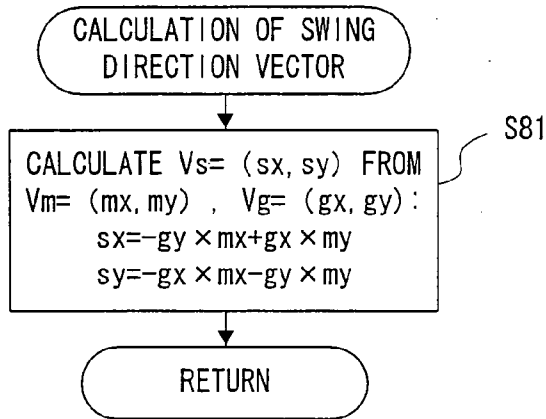 CALCULATION OF SWING
DIRECTION VECTOR
S81
CALCULATE Vs= (sx, sy) FROM
Vm= (mx, my) , Vg= (gx, gy) :
sx=-gy×mx+gx×my
sy=-gx×mx-gy×my
RETURN